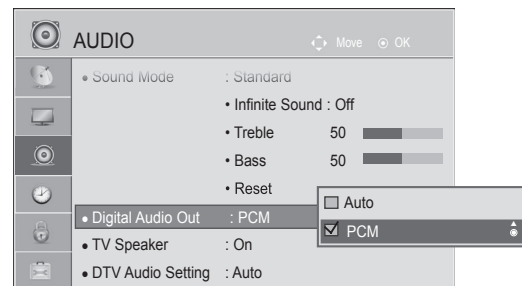 AUDIO Move OK
• Sound Mode : Standard
• Infinite Sound : Off
• Treble 50
• Bass 50
• Reset
• Digital Audio Out : PCM
Auto
PCM
• TV Speaker : On
• DTV Audio Setting : Auto